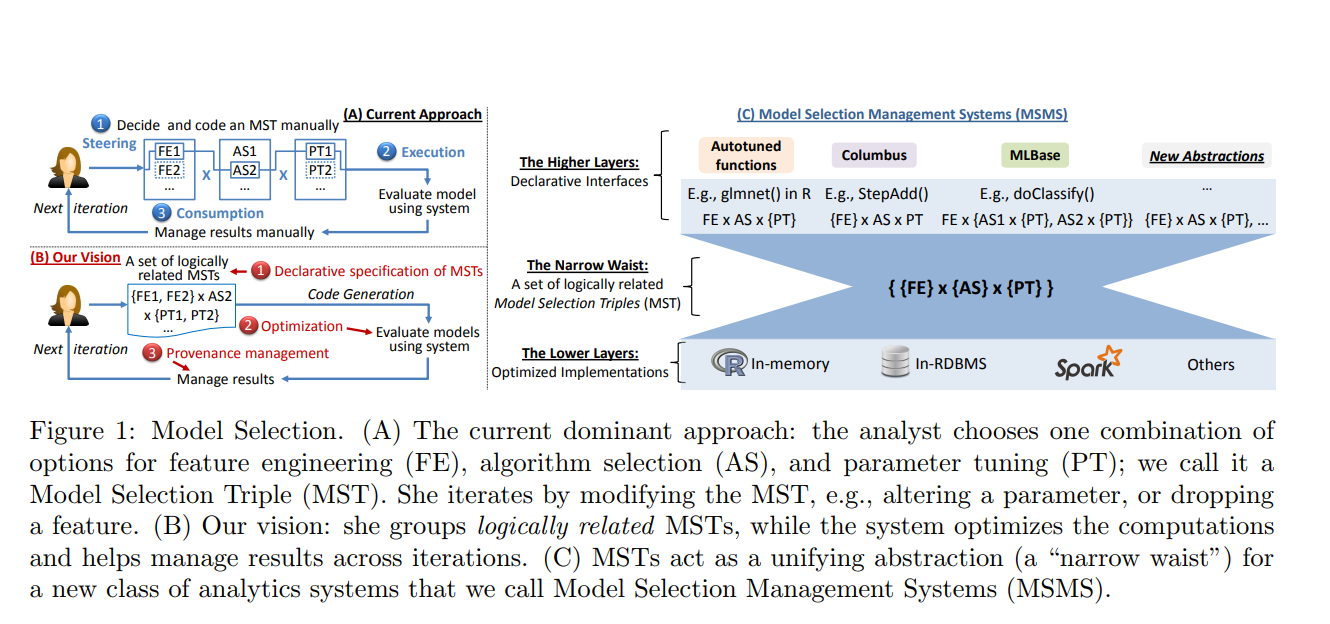 (A) Current Approach
1 Decide and code an MST manually
Steering
FE1
FE2
...
X
AS1
AS2
...
X
PT1
PT2
...
2 Execution
Evaluate model
using system
Next iteration
3 Consumption
Manage results manually
(B) Our Vision
A set of logically
related MSTs
1 Declarative specification of MSTs
{FE1, FE2} x AS2
x {PT1, PT2}
...
Code Generation
2 Optimization
Evaluate models
using system
Next iteration
3 Provenance management
Manage results
(C) Model Selection Management Systems (MSMS)
The Higher Layers:
Declarative Interfaces
Autotuned
functions
Columbus
MLBase
New Abstractions
E.g., glmnet() in R
E.g., StepAdd()
E.g., doClassify()
...
FE x AS x {PT}
{FE} x AS x PT
FE x {AS1 x {PT}, AS2 x {PT}}
{FE} x AS x {PT}, ...
The Narrow Waist:
A set of logically related
Model Selection Triples (MST)
{ {FE} x {AS} x {PT} }
The Lower Layers:
Optimized Implementations
R In-memory
In-RDBMS
Spark
Others
Figure 1: Model Selection. (A) The current dominant approach: the analyst chooses one combination of
options for feature engineering (FE), algorithm selection (AS), and parameter tuning (PT); we call it a
Model Selection Triple (MST). She iterates by modifying the MST, e.g., altering a parameter, or dropping
a feature. (B) Our vision: she groups logically related MSTs, while the system optimizes the computations
and helps manage results across iterations. (C) MSTs act as a unifying abstraction (a “narrow waist”) for
a new class of analytics systems that we call Model Selection Management Systems (MSMS).